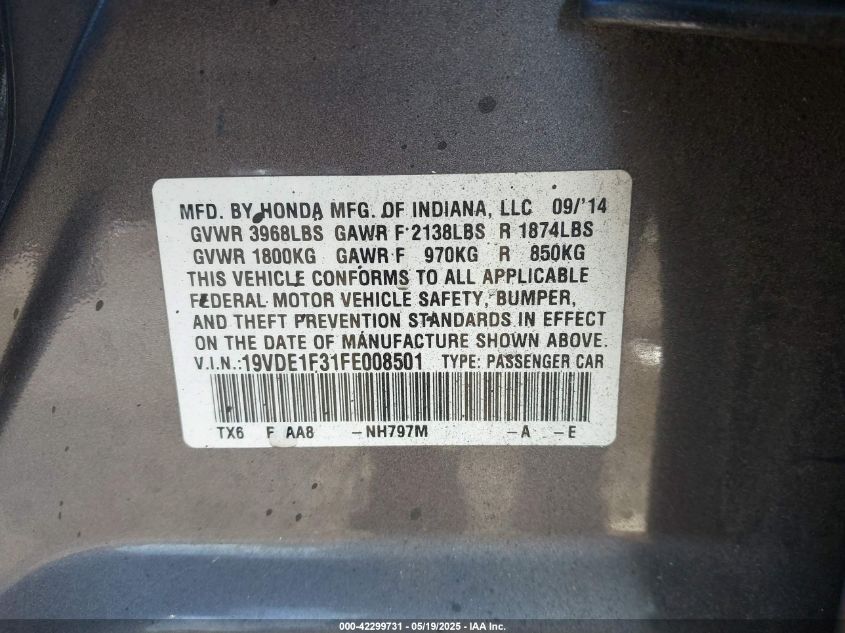 MFD. BY HONDA MFG. OF INDIANA, LLC 09/'14
GVWR 3968LBS GAWR F 2138LBS R 1874LBS
GVWR 1800KG GAWR F 970KG R 850KG
THIS VEHICLE CONFORMS TO ALL APPLICABLE
FEDERAL MOTOR VEHICLE SAFETY, BUMPER,
AND THEFT PREVENTION STANDARDS IN EFFECT
ON THE DATE OF MANUFACTURE SHOWN ABOVE.
V.I.N.:19VDE1F31FE008501 TYPE: PASSENGER CAR
TX6 F AA8 -NH797M -A -E
000-42299731 - 05/19/2025 - IAA Inc.